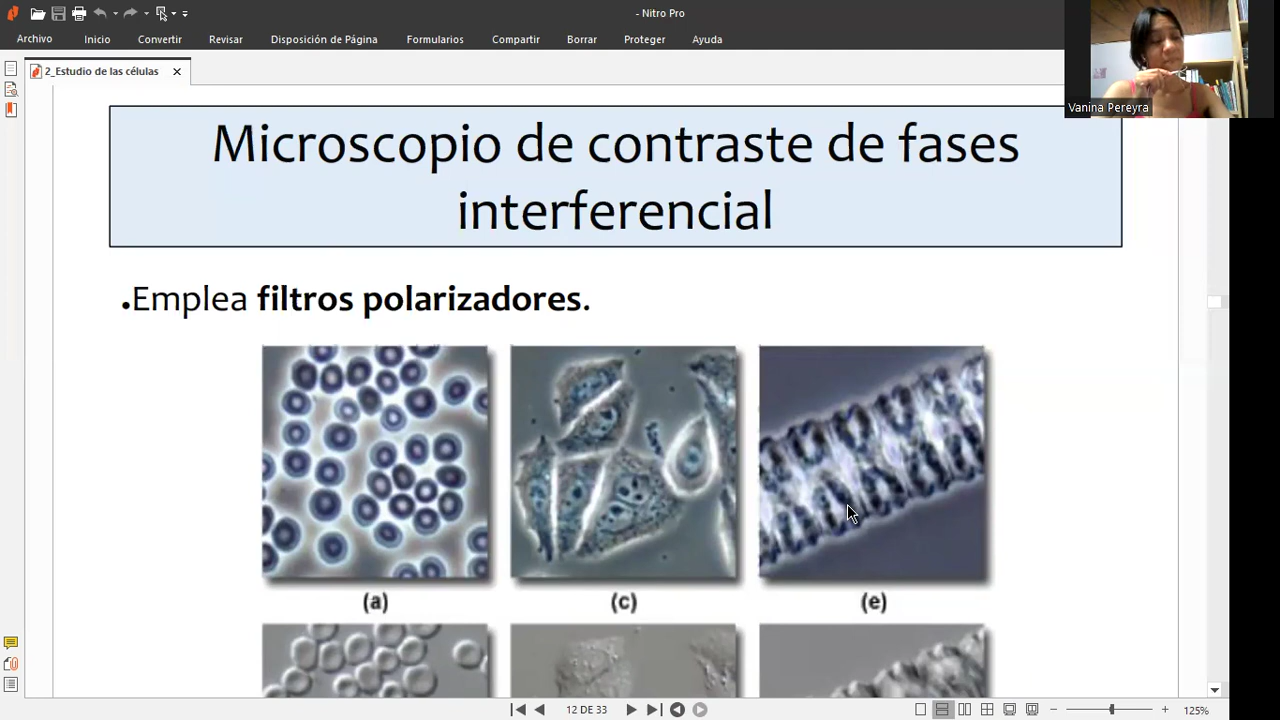 - Nitro Pro
Archivo
Inicio
Convertir
Revisar
Disposición de Página
Formularios
Compartir
Borrar
Proteger
Ayuda
2_Estudio de las células
Vanina Pereyra
Microscopio de contraste de fases
interferencial
•Emplea filtros polarizadores.
(a)
(c)
(e)
12 DE 33
125%